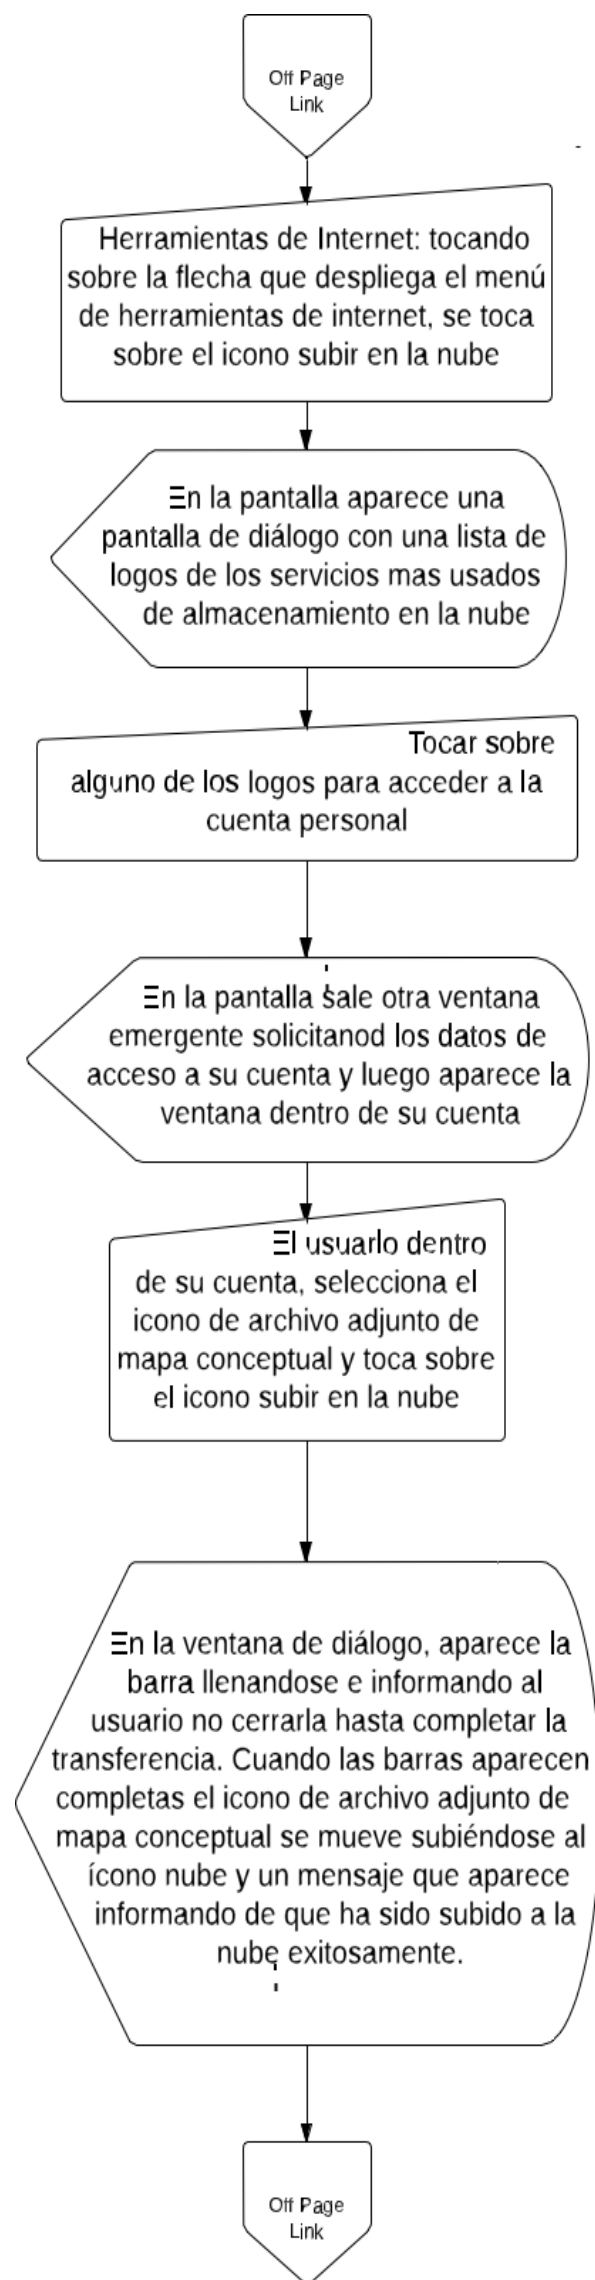 Off Page
Link
Herramientas de Internet: tocando
sobre la flecha que despliega el menú
de herramientas de internet, se toca
sobre el icono subir en la nube
En la pantalla aparece una
pantalla de diálogo con una lista de
logos de los servicios mas usados
de almacenamiento en la nube
Tocar sobre
alguno de los logos para acceder a la
cuenta personal
En la pantalla sale otra ventana
emergente solicitanod los datos de
acceso a su cuenta y luego aparece la
ventana dentro de su cuenta
El usuario dentro
de su cuenta, selecciona el
icono de archivo adjunto de
mapa conceptual y toca sobre
el icono subir en la nube
En la ventana de diálogo, aparece la
barra llenandose e informando al
usuario no cerrarla hasta completar la
transferencia. Cuando las barras aparecen
completas el icono de archivo adjunto de
mapa conceptual se mueve subiéndose al
ícono nube y un mensaje que aparece
informando de que ha sido subido a la
nube exitosamente.
Off Page
Link